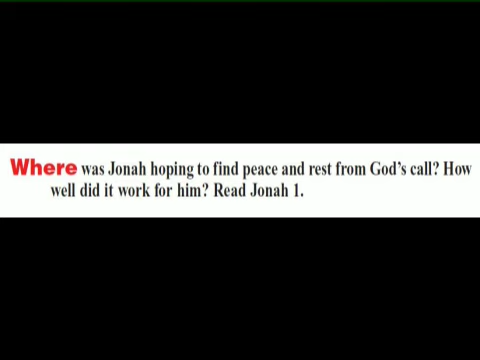 Where was Jonah hoping to find peace and rest from God's call? How
well did it work for him? Read Jonah 1.